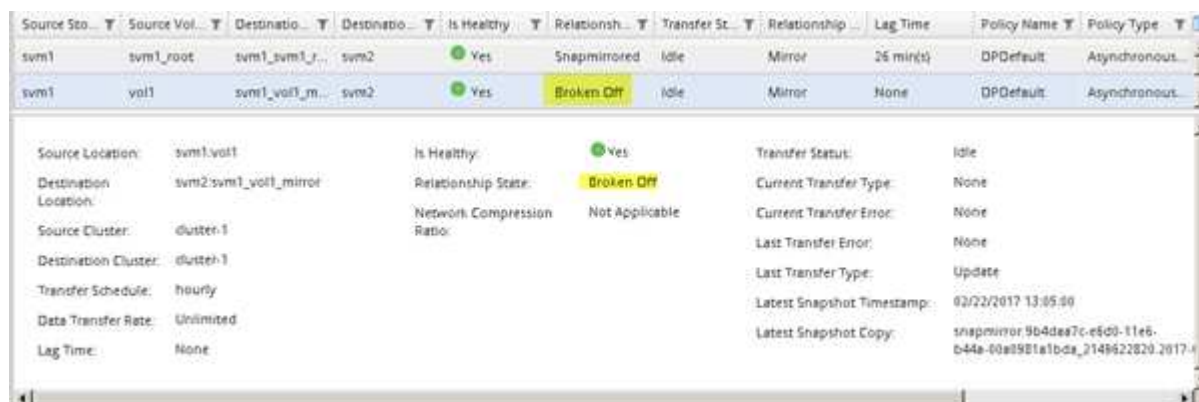 Source Sto... Source Vol... Destinatio... Destinatio... Is Healthy Relationsh... Transfer St... Relationship ... Lag Time Policy Name Policy Type
svm1 svm1_root svm1_svm1_r... svm2 Yes Snapmirrored Idle Mirror 26 min(s) DPDefault Asynchronous...
svm1 vol1 svm1_vol1_m... svm2 Yes Broken Off Idle Mirror None DPDefault Asynchronous...
Source Location: svm1:vol1 Is Healthy: Yes Transfer Status: Idle
Destination Location: svm2:svm1_vol1_mirror Relationship State: Broken Off Current Transfer Type: None
Source Cluster: cluster-1 Network Compression Ratio: Not Applicable Current Transfer Error: None
Destination Cluster: cluster-1 Last Transfer Error: None
Transfer Schedule: hourly Last Transfer Type: Update
Data Transfer Rate: Unlimited Latest Snapshot Timestamp: 02/22/2017 13:05:00
Lag Time: None Latest Snapshot Copy: snapmirror.9b4daa7c-e6d0-11e6-
b44a-00a0981a1bda_2149622820.2017-